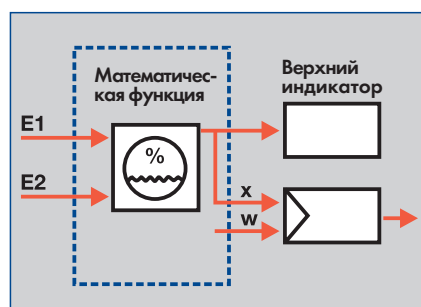 Математичес-
кая функция
Верхний
индикатор
E1
%
E2
x
w